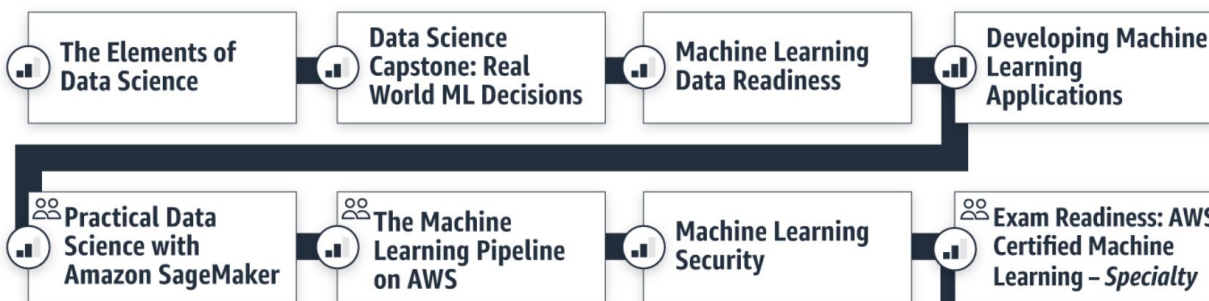 The Elements of
Data Science
Data Science
Capstone: Real
World ML Decisions
Machine Learning
Data Readiness
Developing Machine
Learning
Applications
Practical Data
Science with
Amazon SageMaker
The Machine
Learning Pipeline
on AWS
Machine Learning
Security
Exam Readiness: AWS
Certified Machine
Learning – Specialty